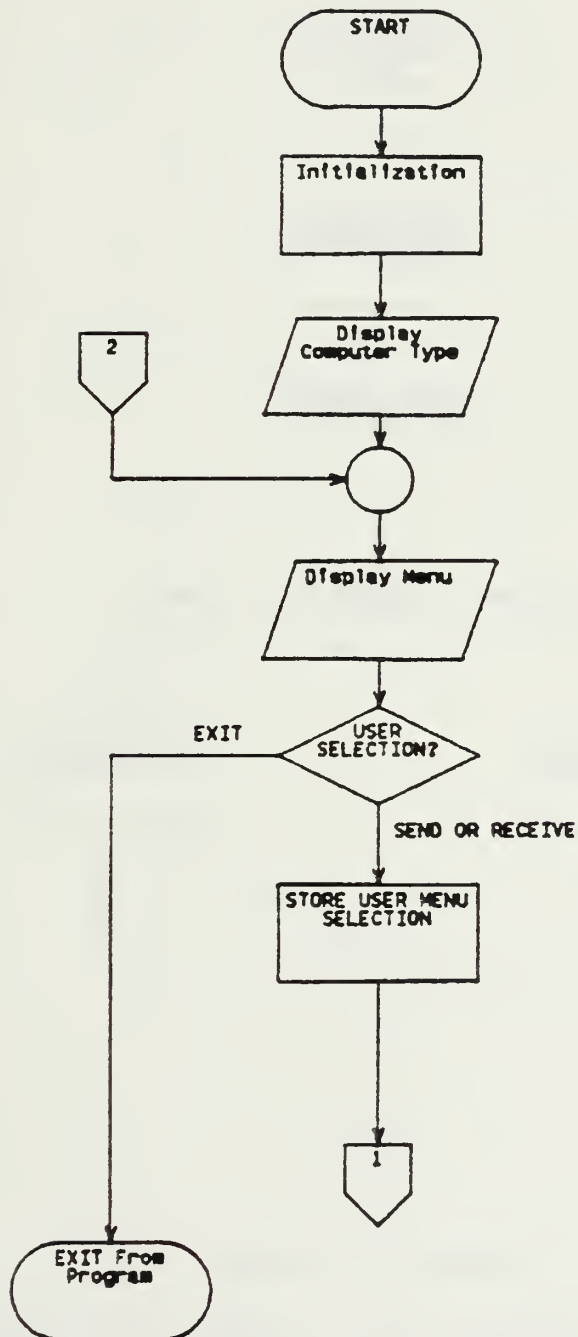 START
Initialization
Display
Computer Type
2
Display Menu
USER
SELECTION?
EXIT
SEND OR RECEIVE
STORE USER MENU
SELECTION
1
EXIT From
Program